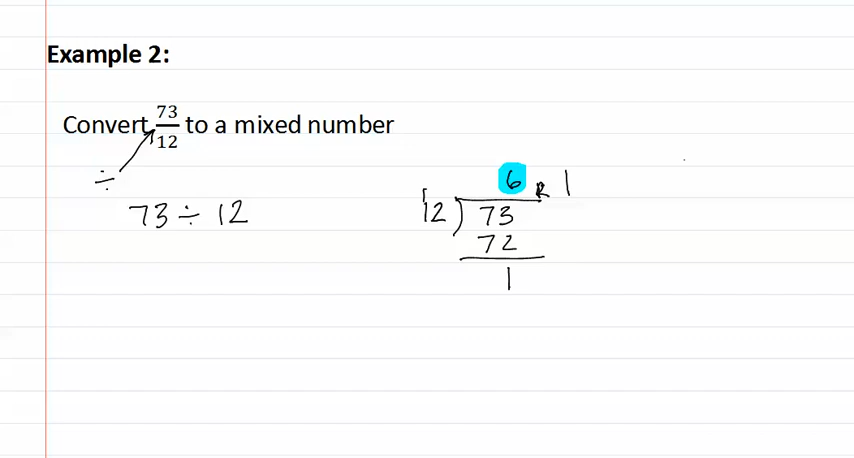 Example 2:
Convert 73/12 to a mixed number
÷
73 ÷ 12
6 R 1
12 ) 73
72
1